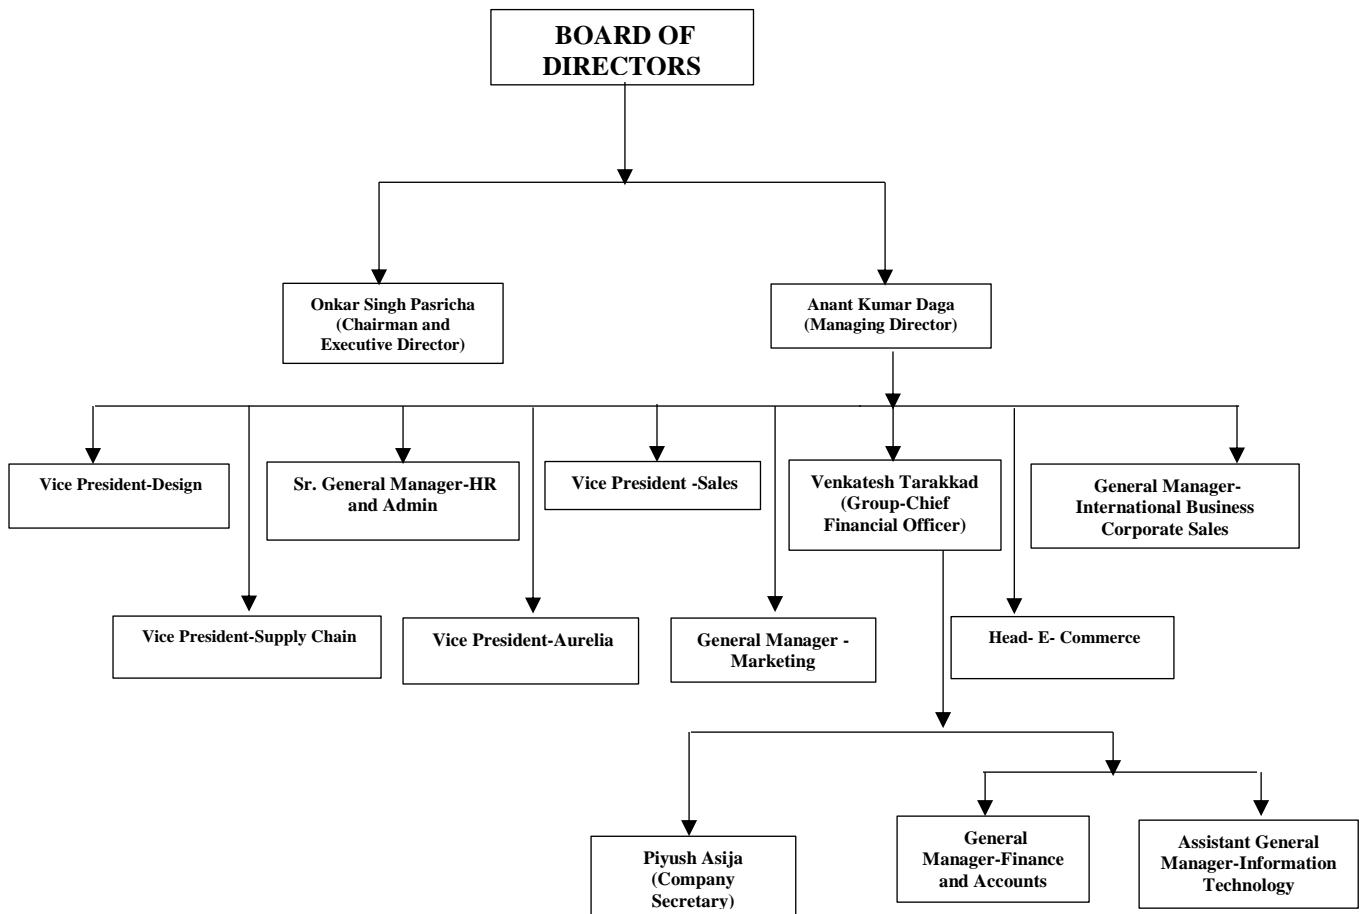 BOARD OF
DIRECTORS
Onkar Singh Pasricha
(Chairman and
Executive Director)
Anant Kumar Daga
(Managing Director)
Vice President-Design
Sr. General Manager-HR
and Admin
Vice President -Sales
Venkatesh Tarakkad
(Group-Chief
Financial Officer)
General Manager-
International Business
Corporate Sales
Vice President-Supply Chain
Vice President-Aurelia
General Manager -
Marketing
Head- E- Commerce
Piyush Asija
(Company
Secretary)
General
Manager-Finance
and Accounts
Assistant General
Manager-Information
Technology